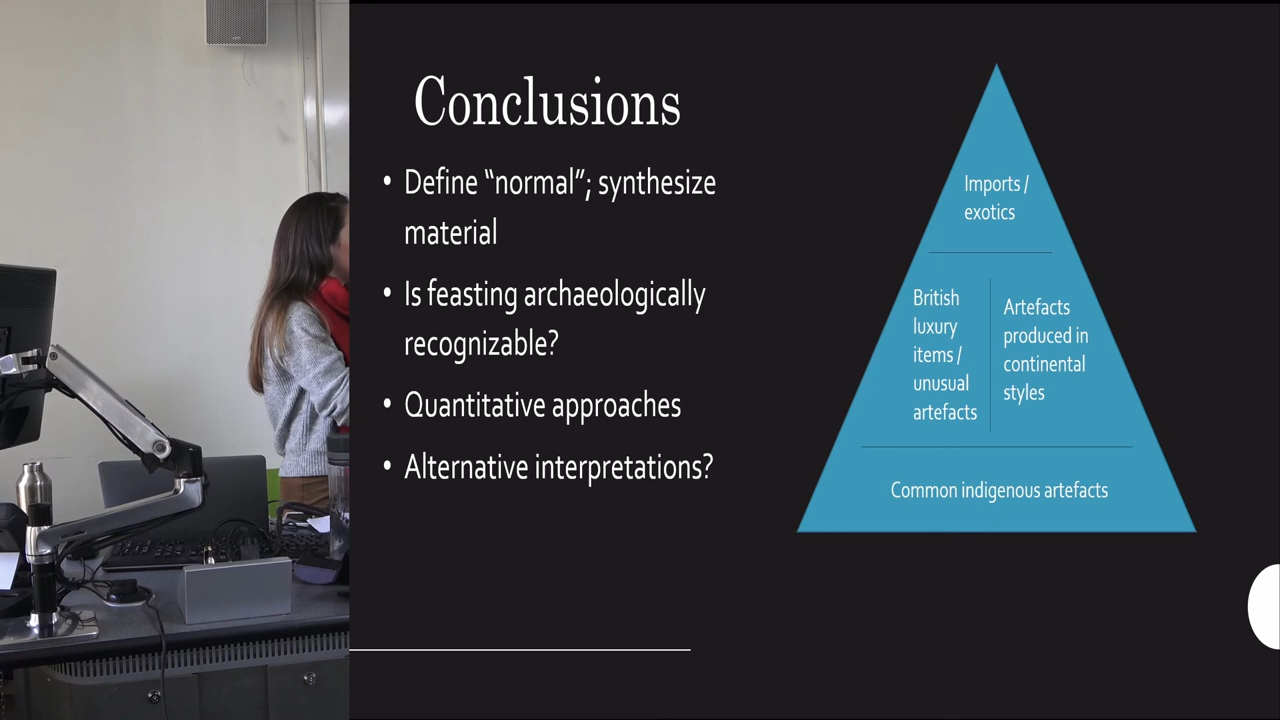 Conclusions
• Define “normal”; synthesize
material
• Is feasting archaeologically
recognizable?
• Quantitative approaches
• Alternative interpretations?
Imports /
exotics
British
luxury
items /
unusual
artefacts
Artefacts
produced in
continental
styles
Common indigenous artefacts